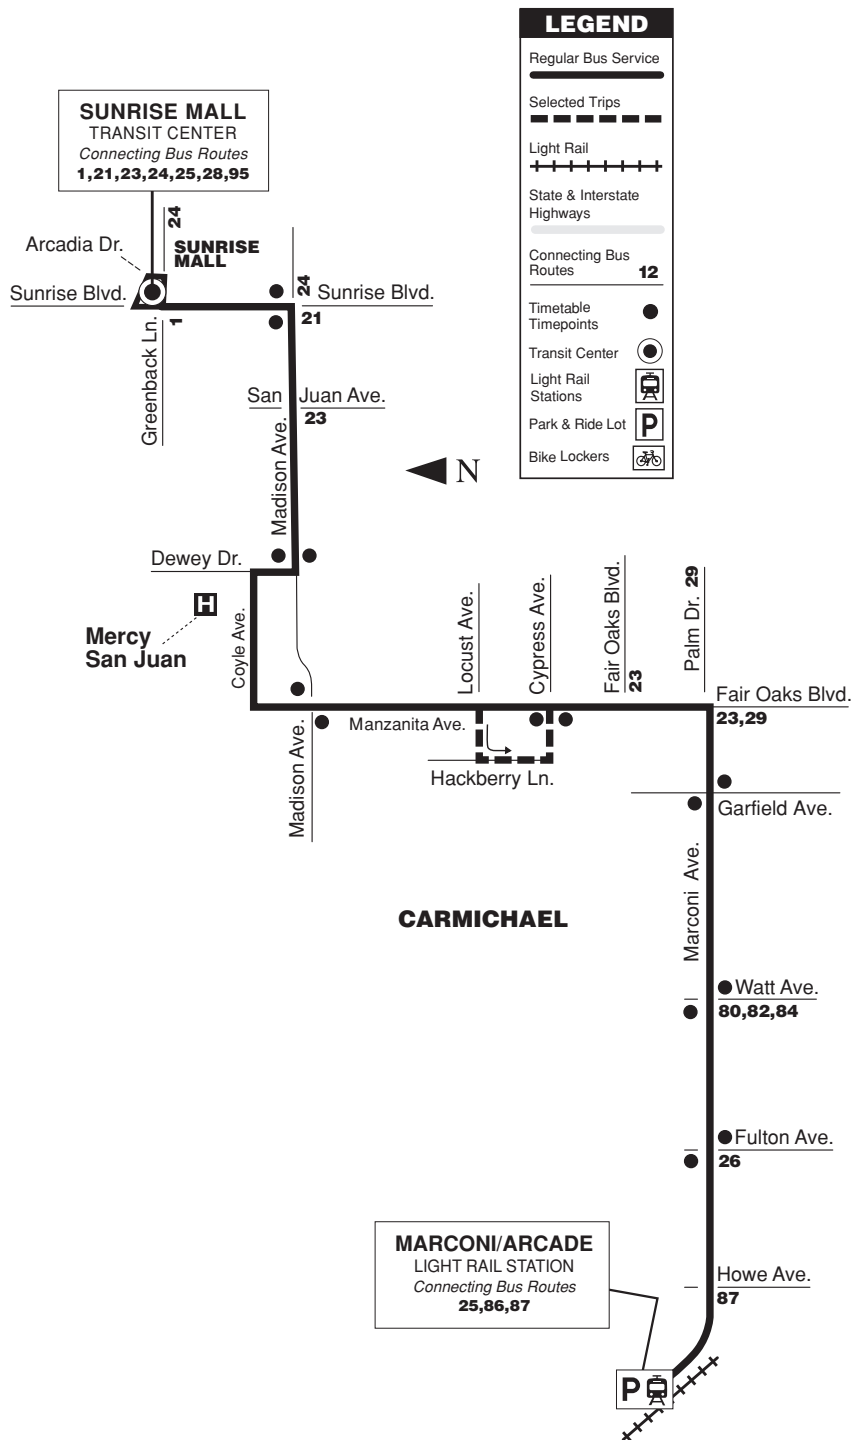 LEGEND
Regular Bus Service
Selected Trips
Light Rail
State & Interstate
Highways
Connecting Bus
Routes 12
Timetable
Timepoints
Transit Center
Light Rail
Stations
Park & Ride Lot P
Bike Lockers
SUNRISE MALL
TRANSIT CENTER
Connecting Bus Routes
1,21,23,24,25,28,95
24
Arcadia Dr.
SUNRISE
MALL
Sunrise Blvd.
24
Sunrise Blvd.
21
1
Greenback Ln.
San Juan Ave.
23
Madison Ave.
N
Dewey Dr.
H
Mercy
San Juan
Coyle Ave.
Locust Ave.
Cypress Ave.
Fair Oaks Blvd.
23
Palm Dr. 29
Fair Oaks Blvd.
23,29
Manzanita Ave.
Madison Ave.
Hackberry Ln.
Garfield Ave.
Marconi Ave.
CARMICHAEL
Watt Ave.
80,82,84
Fulton Ave.
26
MARCONI/ARCADE
LIGHT RAIL STATION
Connecting Bus Routes
25,86,87
Howe Ave.
87
P